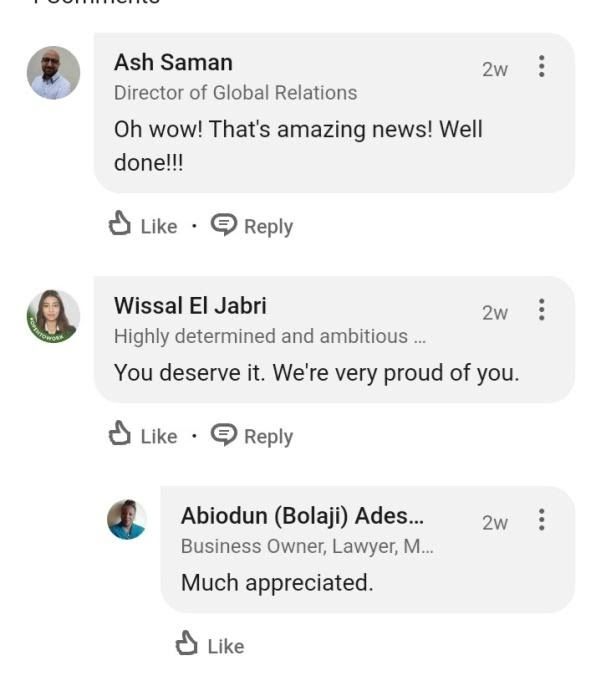 Comments
Ash Saman
2w
Director of Global Relations
Oh wow! That's amazing news! Well
done!!!
Like · Reply
Wissal El Jabri
2w
Highly determined and ambitious ...
#OPENTOWORK
You deserve it. We're very proud of you.
Like · Reply
Abiodun (Bolaji) Ades...
2w
Business Owner, Lawyer, M...
Much appreciated.
Like